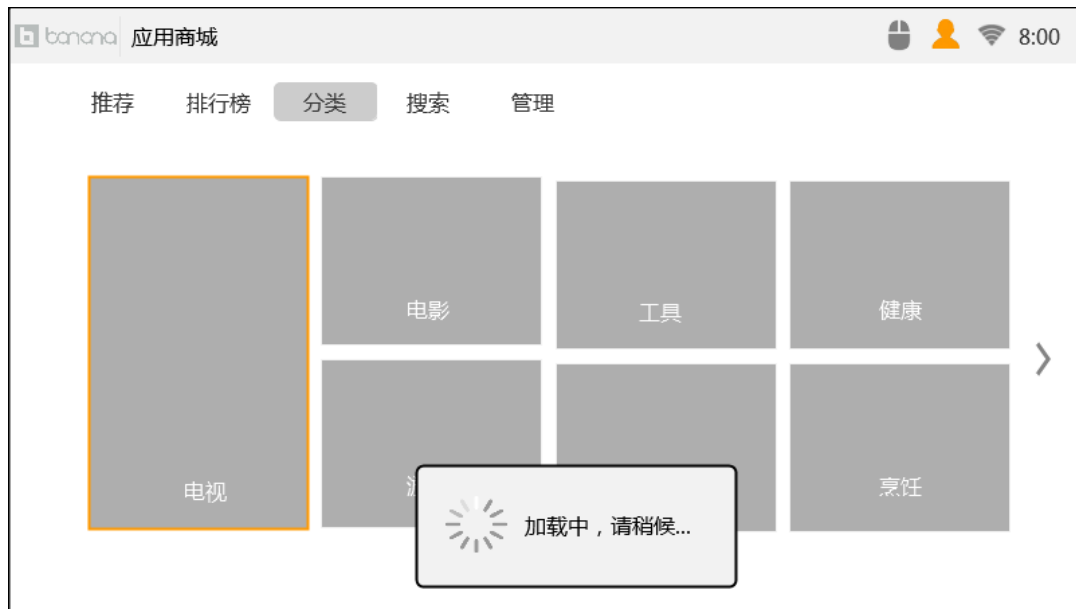 banana 应用商城 8:00
推荐 排行榜 分类 搜索 管理
电影 工具 健康
电视 烹饪
加载中，请稍候...